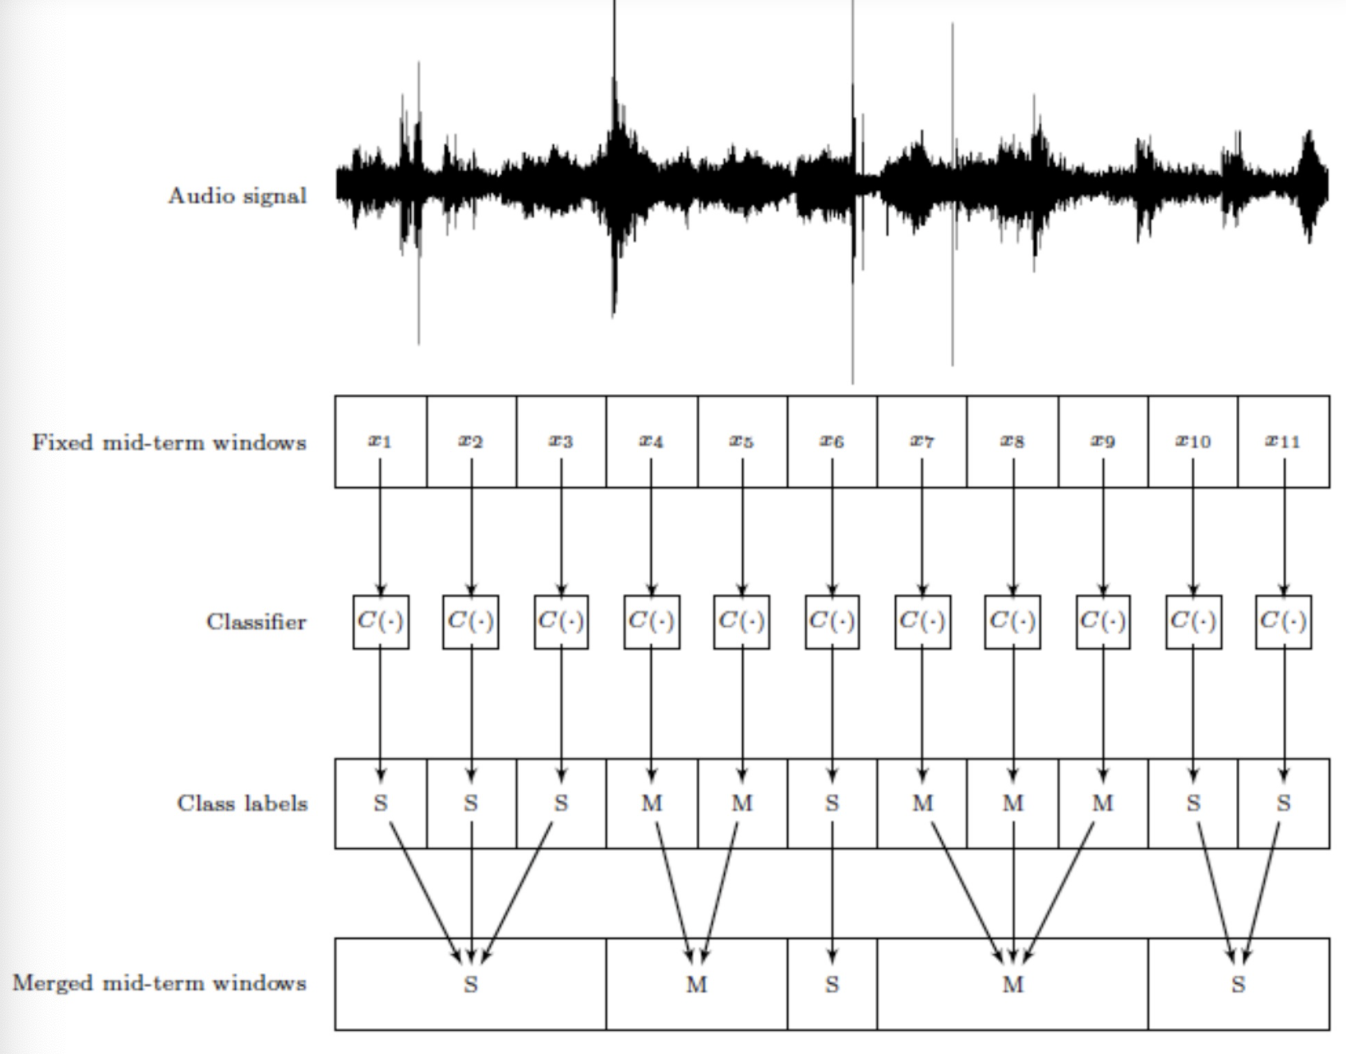 Audio signal
Fixed mid-term windows x1 x2 x3 x4 x5 x6 x7 x8 x9 x10 x11
Classifier C(·) C(·) C(·) C(·) C(·) C(·) C(·) C(·) C(·) C(·) C(·)
Class labels S S S M M S M M M S S
Merged mid-term windows S M S M S